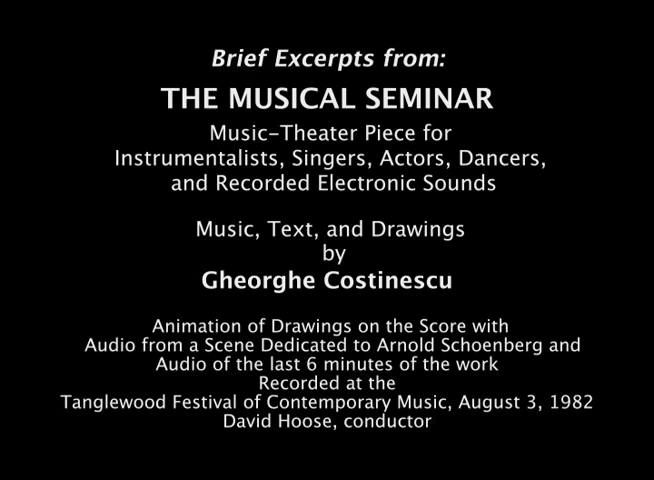 Brief Excerpts from:
THE MUSICAL SEMINAR
Music-Theater Piece for
Instrumentalists, Singers, Actors, Dancers,
and Recorded Electronic Sounds
Music, Text, and Drawings
by
Gheorghe Costinescu
Animation of Drawings on the Score with
Audio from a Scene Dedicated to Arnold Schoenberg and
Audio of the last 6 minutes of the work
Recorded at the
Tanglewood Festival of Contemporary Music, August 3, 1982
David Hoose, conductor